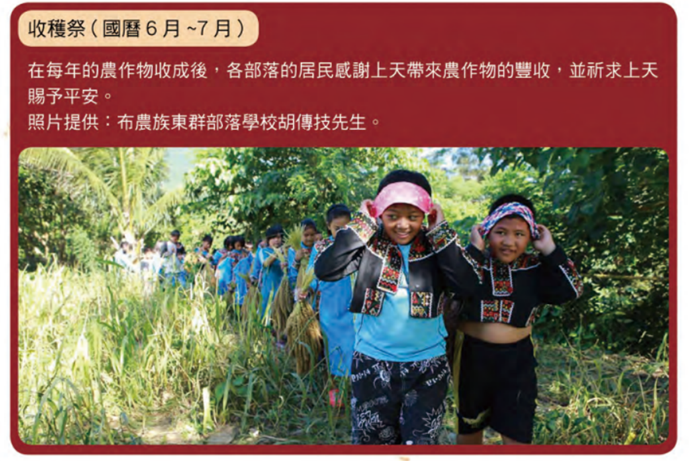 收穫祭（國曆 6 月 ~7 月）
在每年的農作物收成後，各部落的居民感謝上天帶來農作物的豐收，並祈求上天
賜予平安。
照片提供：布農族東群部落學校胡傳技先生。